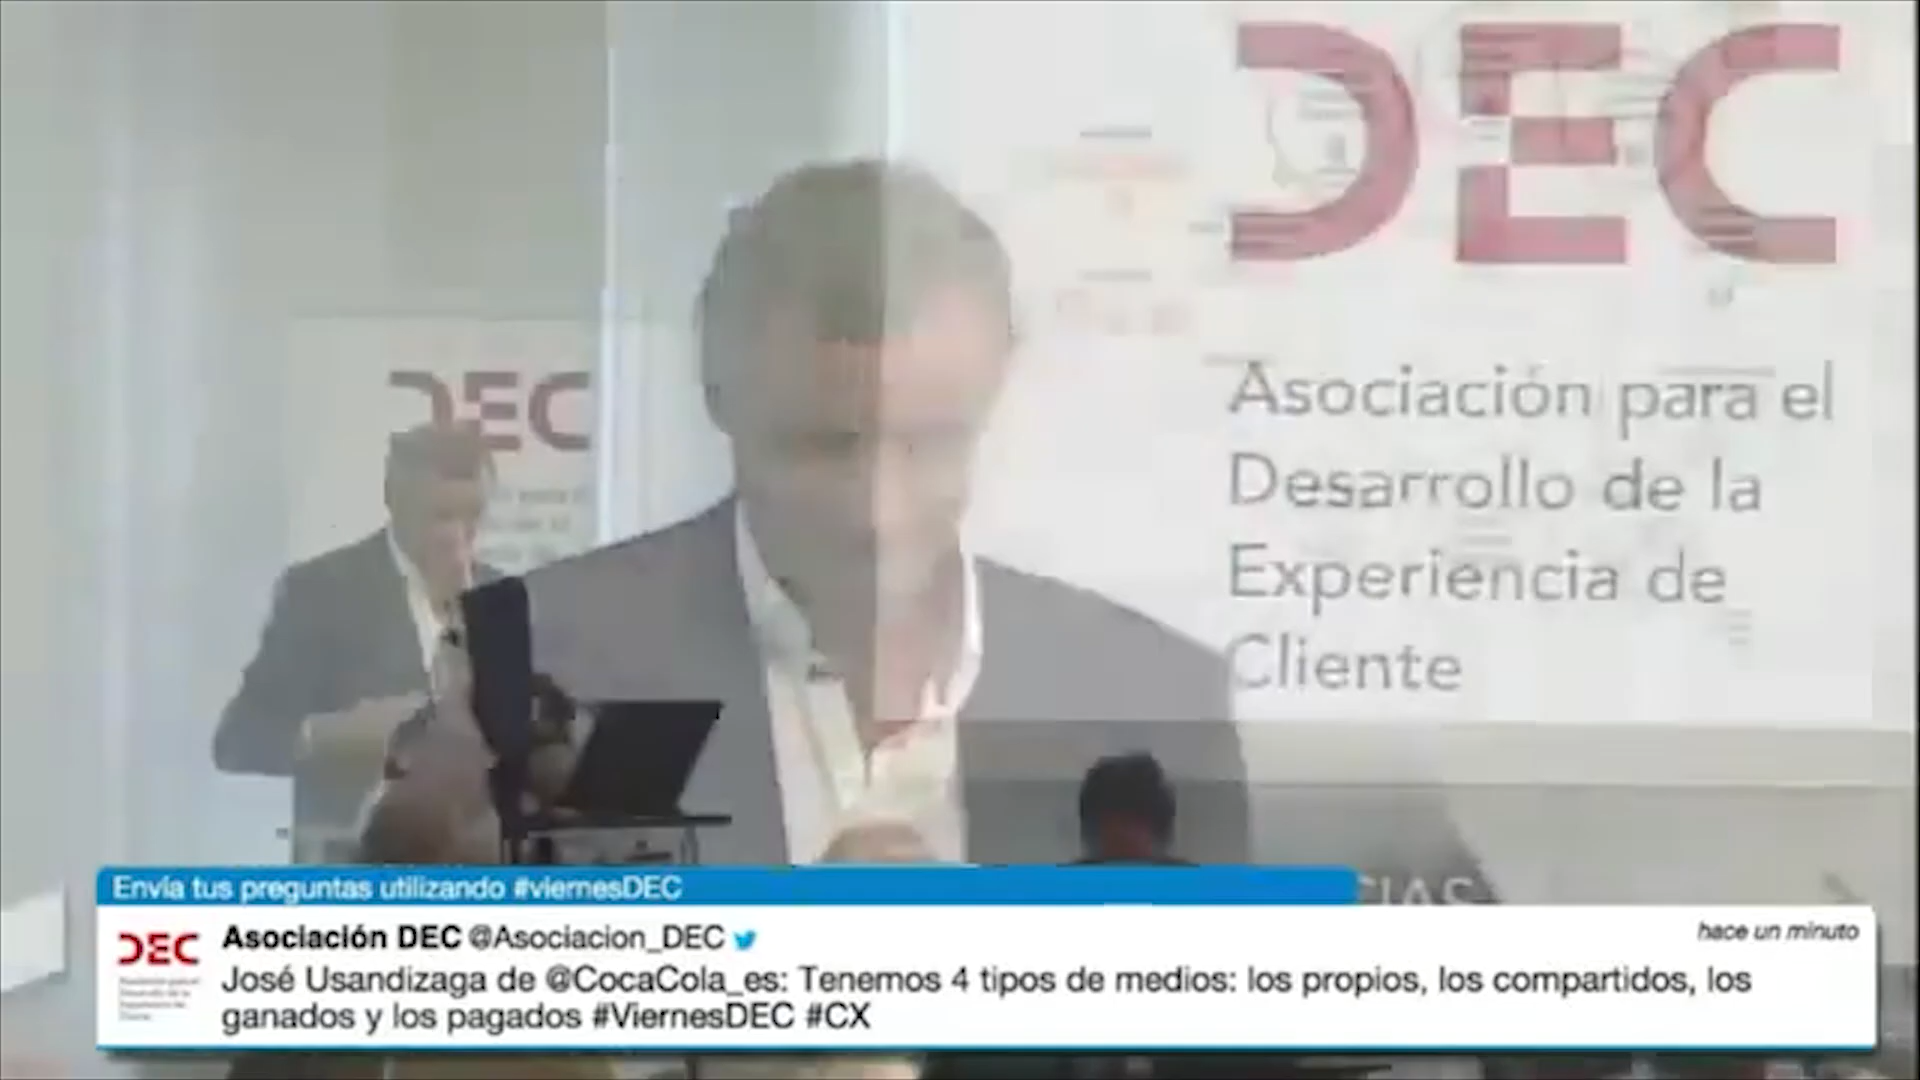 DEC
Asociación para el
Desarrollo de la
Experiencia de
Cliente
DEC
Envía tus preguntas utilizando #viernesDEC
DEC
Asociación DEC @Asociacion_DEC
hace un minuto
José Usandizaga de @CocaCola_es: Tenemos 4 tipos de medios: los propios, los compartidos, los
ganados y los pagados #ViernesDEC #CX